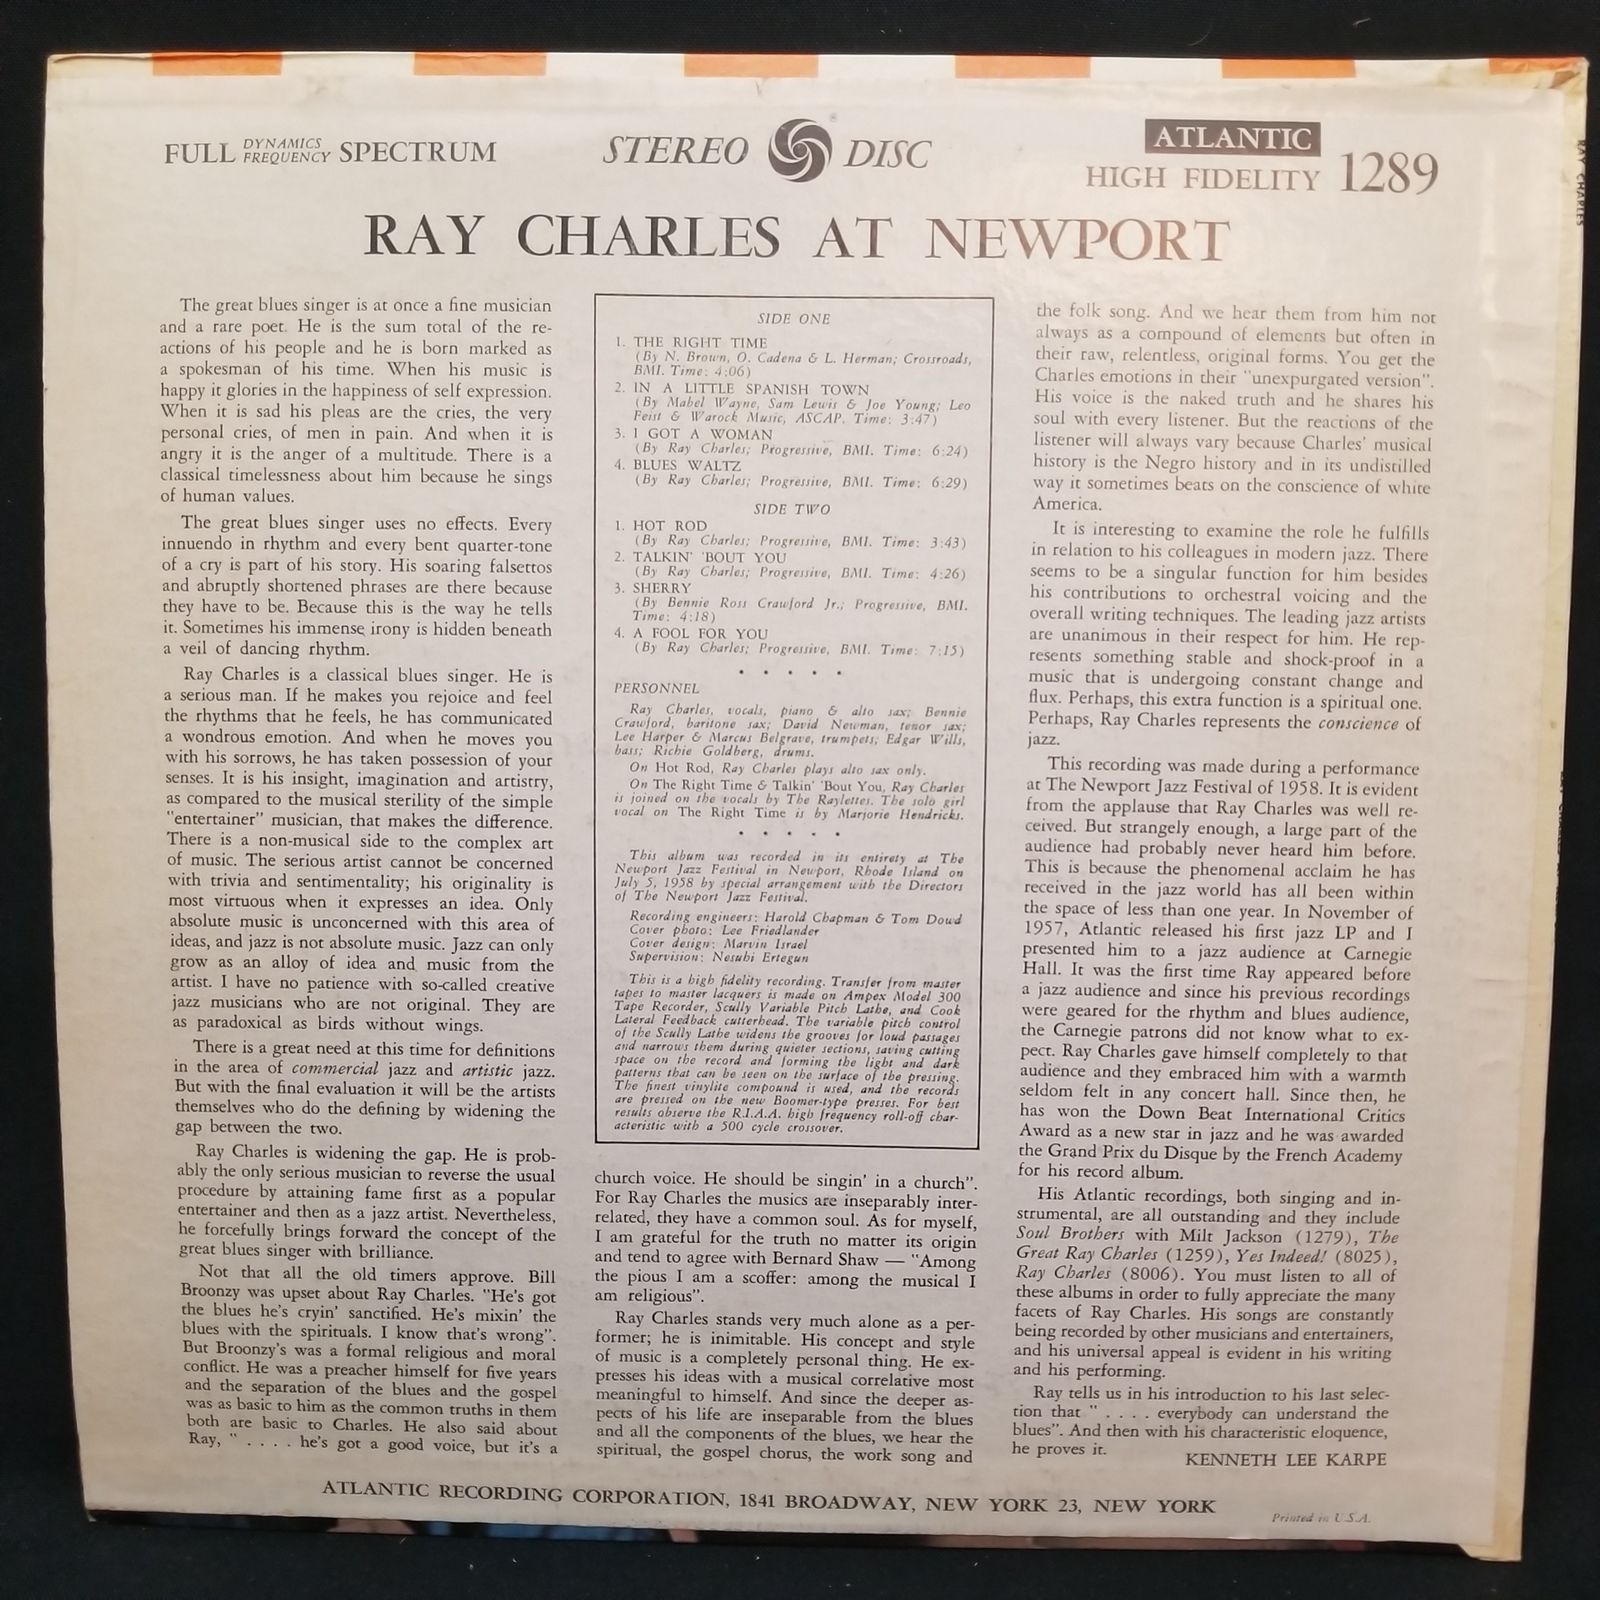 FULL DYNAMICS FREQUENCY SPECTRUM
STEREO DISC
ATLANTIC
HIGH FIDELITY 1289
RAY CHARLES AT NEWPORT
The great blues singer is at once a fine musician
and a rare poet. He is the sum total of the re-
actions of his people and he is born marked as
a spokesman of his time. When his music is
happy it glories in the happiness of self expression.
When it is sad his pleas are the cries, the very
personal cries, of men in pain. And when it is
angry it is the anger of a multitude. There is a
classical timelessness about him because he sings
of human values.
The great blues singer uses no effects. Every
innuendo in rhythm and every bent quarter-tone
of a cry is part of his story. His soaring falsettos
and abruptly shortened phrases are there because
they have to be. Because this is the way he tells
it. Sometimes his immense irony is hidden beneath
a veil of dancing rhythm.
Ray Charles is a classical blues singer. He is
a serious man. If he makes you rejoice and feel
the rhythms that he feels, he has communicated
a wondrous emotion. And when he moves you
with his sorrows, he has taken possession of your
senses. It is his insight, imagination and artistry,
as compared to the musical sterility of the simple
"entertainer" musician, that makes the difference.
There is a non-musical side to the complex art
of music. The serious artist cannot be concerned
with trivia and sentimentality; his originality is
most virtuous when it expresses an idea. Only
absolute music is unconcerned with this area of
ideas, and jazz is not absolute music. Jazz can only
grow as an alloy of idea and music from the
artist. I have no patience with so-called creative
jazz musicians who are not original. They are
as paradoxical as birds without wings.
There is a great need at this time for definitions
in the area of commercial jazz and artistic jazz.
But with the final evaluation it will be the artists
themselves who do the defining by widening the
gap between the two.
Ray Charles is widening the gap. He is prob-
ably the only serious musician to reverse the usual
procedure by attaining fame first as a popular
entertainer and then as a jazz artist. Nevertheless,
he forcefully brings forward the concept of the
great blues singer with brilliance.
Not that all the old timers approve. Bill
Broonzy was upset about Ray Charles. "He's got
the blues he's cryin' sanctified. He's mixin' the
blues with the spirituals. I know that's wrong".
But Broonzy's was a formal religious and moral
conflict. He was a preacher himself for five years
and the separation of the blues and the gospel
was as basic to him as the common truths in them
both are basic to Charles. He also said about
Ray, " . . . . he's got a good voice, but it's a
SIDE ONE
1. THE RIGHT TIME
(By N. Brown, O. Cadena & L. Herman; Crossroads,
BMI. Time: 4:06)
2. IN A LITTLE SPANISH TOWN
(By Mabel Wayne, Sam Lewis & Joe Young; Leo
Feist & Warock Music, ASCAP. Time: 3:47)
3. I GOT A WOMAN
(By Ray Charles; Progressive, BMI. Time: 6:24)
4. BLUES WALTZ
(By Ray Charles; Progressive, BMI. Time: 6:29)
SIDE TWO
1. HOT ROD
(By Ray Charles; Progressive, BMI. Time: 3:43)
2. TALKIN' 'BOUT YOU
(By Ray Charles; Progressive, BMI. Time: 4:26)
3. SHERRY
(By Bennie Ross Crawford Jr.; Progressive, BMI.
Time: 4:18)
4. A FOOL FOR YOU
(By Ray Charles; Progressive, BMI. Time: 7:15)
. . . . .
PERSONNEL
Ray Charles, vocals, piano & alto sax; Bennie
Crawford, baritone sax; David Newman, tenor sax;
Lee Harper & Marcus Belgrave, trumpets; Edgar Wills,
bass; Richie Goldberg, drums.
On Hot Rod, Ray Charles plays alto sax only.
On The Right Time & Talkin' 'Bout You, Ray Charles
is joined on the vocals by The Raylettes. The solo girl
vocal on The Right Time is by Marjorie Hendricks.
. . . . .
This album was recorded in its entirety at The
Newport Jazz Festival in Newport, Rhode Island on
July 5, 1958 by special arrangement with the Directors
of The Newport Jazz Festival.
Recording engineers: Harold Chapman & Tom Dowd
Cover photo: Lee Friedlander
Cover design: Marvin Israel
Supervision: Nesuhi Ertegun
This is a high fidelity recording. Transfer from master
tapes to master lacquers is made on Ampex Model 300
Tape Recorder, Scully Variable Pitch Lathe, and Cook
Lateral Feedback cutterhead. The variable pitch control
of the Scully Lathe widens the grooves for loud passages
and narrows them during quieter sections, saving cutting
space on the record and forming the light and dark
patterns that can be seen on the surface of the pressing.
The finest vinylite compound is used, and the records
are pressed on the new Boomer-type presses. For best
results observe the R.I.A.A. high frequency roll-off char-
acteristic with a 500 cycle crossover.
church voice. He should be singin' in a church".
For Ray Charles the musics are inseparably inter-
related, they have a common soul. As for myself,
I am grateful for the truth no matter its origin
and tend to agree with Bernard Shaw — "Among
the pious I am a scoffer: among the musical I
am religious".
Ray Charles stands very much alone as a per-
former; he is inimitable. His concept and style
of music is a completely personal thing. He ex-
presses his ideas with a musical correlative most
meaningful to himself. And since the deeper as-
pects of his life are inseparable from the blues
and all the components of the blues, we hear the
spiritual, the gospel chorus, the work song and
the folk song. And we hear them from him not
always as a compound of elements but often in
their raw, relentless, original forms. You get the
Charles emotions in their "unexpurgated version".
His voice is the naked truth and he shares his
soul with every listener. But the reactions of the
listener will always vary because Charles' musical
history is the Negro history and in its undistilled
way it sometimes beats on the conscience of white
America.
It is interesting to examine the role he fulfills
in relation to his colleagues in modern jazz. There
seems to be a singular function for him besides
his contributions to orchestral voicing and the
overall writing techniques. The leading jazz artists
are unanimous in their respect for him. He rep-
resents something stable and shock-proof in a
music that is undergoing constant change and
flux. Perhaps, this extra function is a spiritual one.
Perhaps, Ray Charles represents the conscience of
jazz.
This recording was made during a performance
at The Newport Jazz Festival of 1958. It is evident
from the applause that Ray Charles was well re-
ceived. But strangely enough, a large part of the
audience had probably never heard him before.
This is because the phenomenal acclaim he has
received in the jazz world has all been within
the space of less than one year. In November of
1957, Atlantic released his first jazz LP and I
presented him to a jazz audience at Carnegie
Hall. It was the first time Ray appeared before
a jazz audience and since his previous recordings
were geared for the rhythm and blues audience,
the Carnegie patrons did not know what to ex-
pect. Ray Charles gave himself completely to that
audience and they embraced him with a warmth
seldom felt in any concert hall. Since then, he
has won the Down Beat International Critics
Award as a new star in jazz and he was awarded
the Grand Prix du Disque by the French Academy
for his record album.
His Atlantic recordings, both singing and in-
strumental, are all outstanding and they include
Soul Brothers with Milt Jackson (1279), The
Great Ray Charles (1259), Yes Indeed! (8025),
Ray Charles (8006). You must listen to all of
these albums in order to fully appreciate the many
facets of Ray Charles. His songs are constantly
being recorded by other musicians and entertainers,
and his universal appeal is evident in his writing
and his performing.
Ray tells us in his introduction to his last selec-
tion that " . . . . everybody can understand the
blues". And then with his characteristic eloquence,
he proves it.
KENNETH LEE KARPE
ATLANTIC RECORDING CORPORATION, 1841 BROADWAY, NEW YORK 23, NEW YORK
Printed in U.S.A.
RAY CHARLES